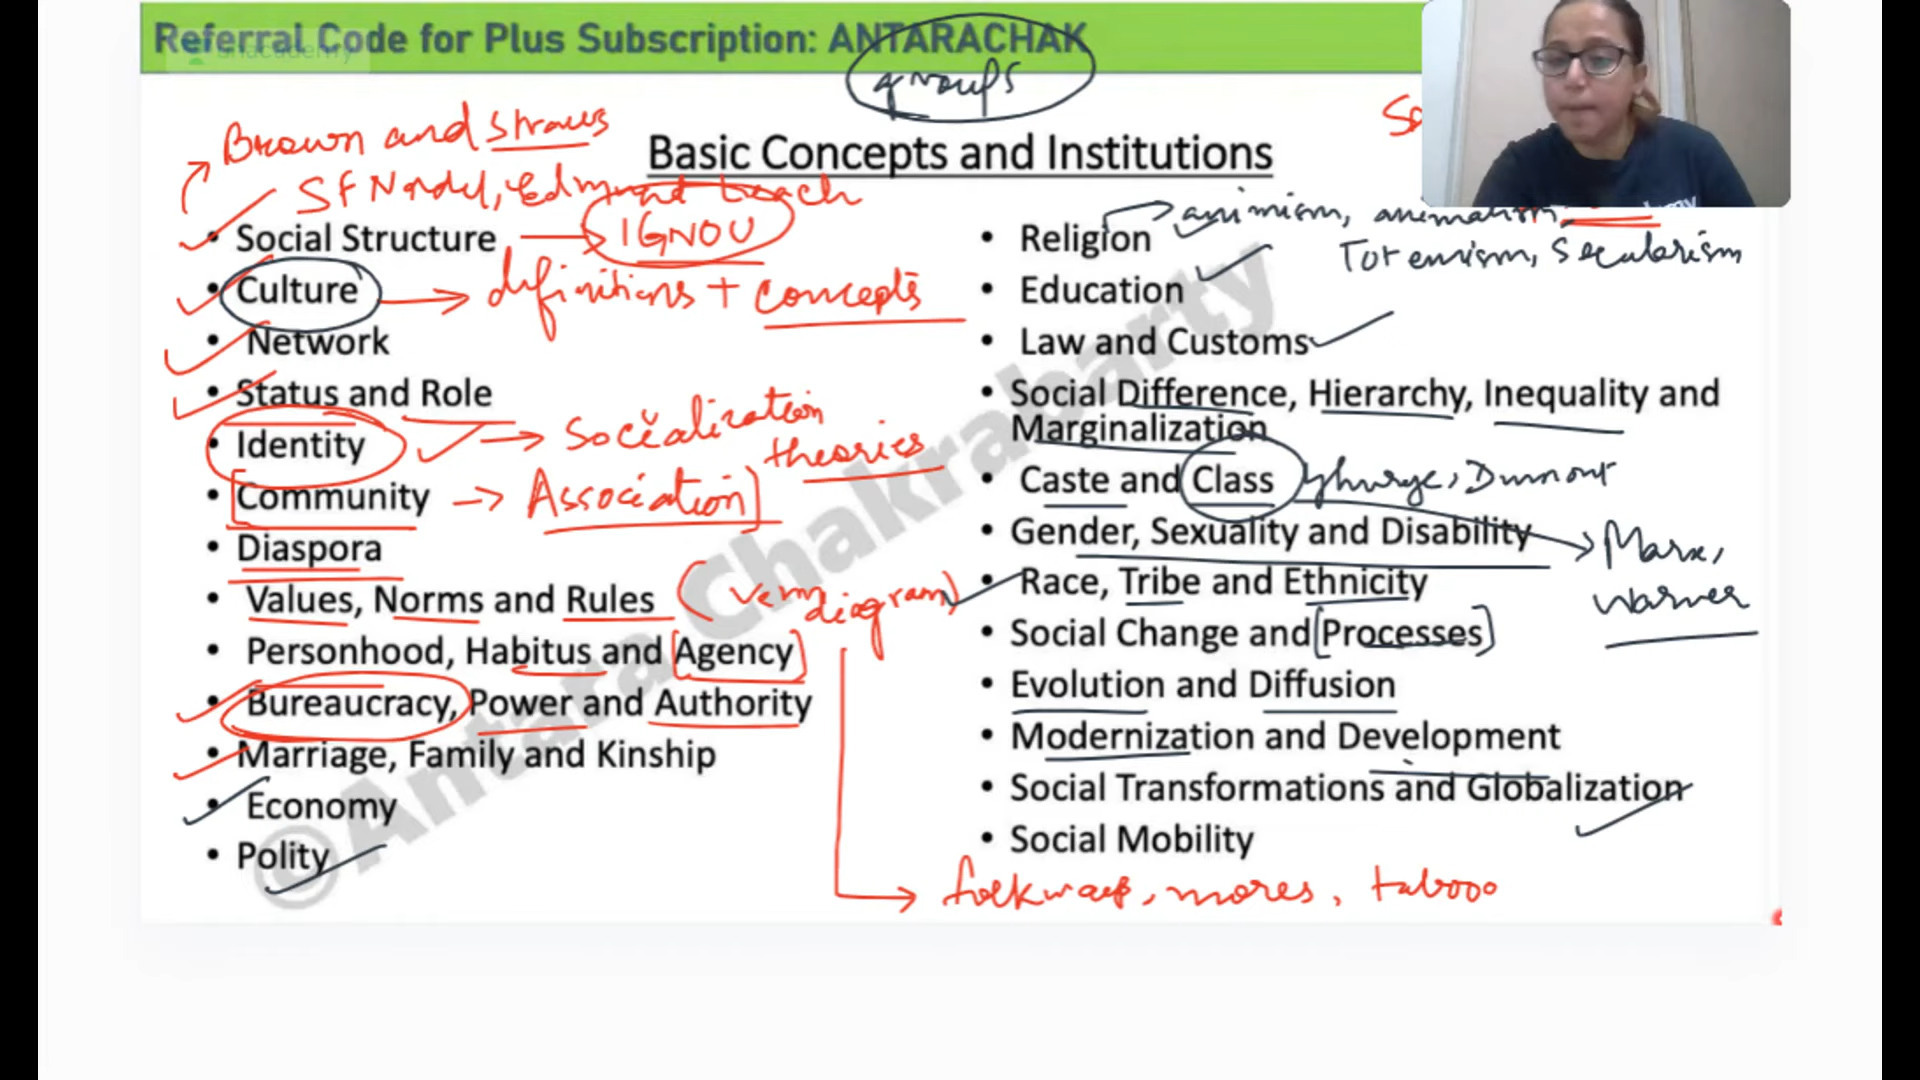 Referral Code for Plus Subscription: ANTARACHAK
unacademy
groups
Brown and Straus
SF Nadel, Edmund Leach
Basic Concepts and Institutions
• Social Structure → IGNOU
• Culture → definitions + concepts
• Network
• Status and Role
• Identity → Socialization theories
• Community → Association
• Diaspora
• Values, Norms and Rules (Venn diagram)
• Personhood, Habitus and Agency
• Bureaucracy, Power and Authority
• Marriage, Family and Kinship
• Economy
• Polity
• Religion → animism, animatism,
Totemism, Secularism
• Education
• Law and Customs
• Social Difference, Hierarchy, Inequality and
Marginalization
• Caste and Class Ghurye, Dumont
• Gender, Sexuality and Disability → Marx,
Warner
• Race, Tribe and Ethnicity
• Social Change and [Processes]
• Evolution and Diffusion
• Modernization and Development
• Social Transformations and Globalization
• Social Mobility
folkways, mores, taboo
©Antara Chakrabarty